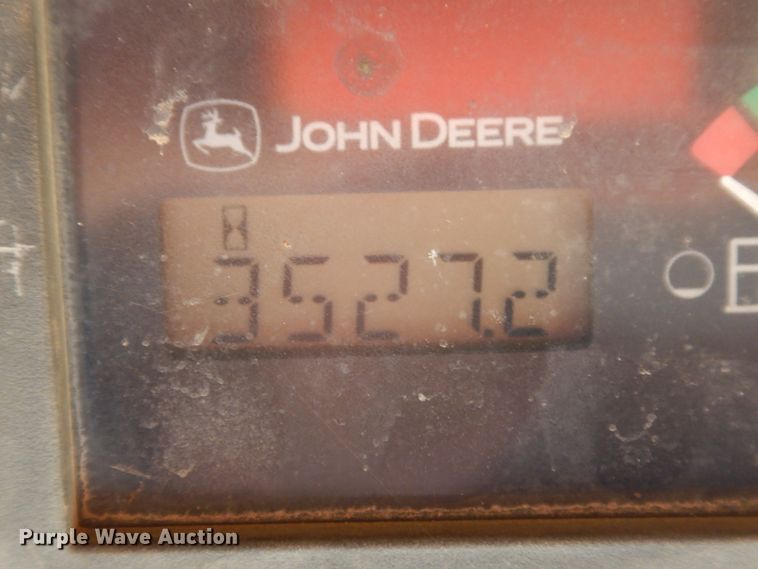 JOHN DEERE
3527.2
E
Purple Wave Auction